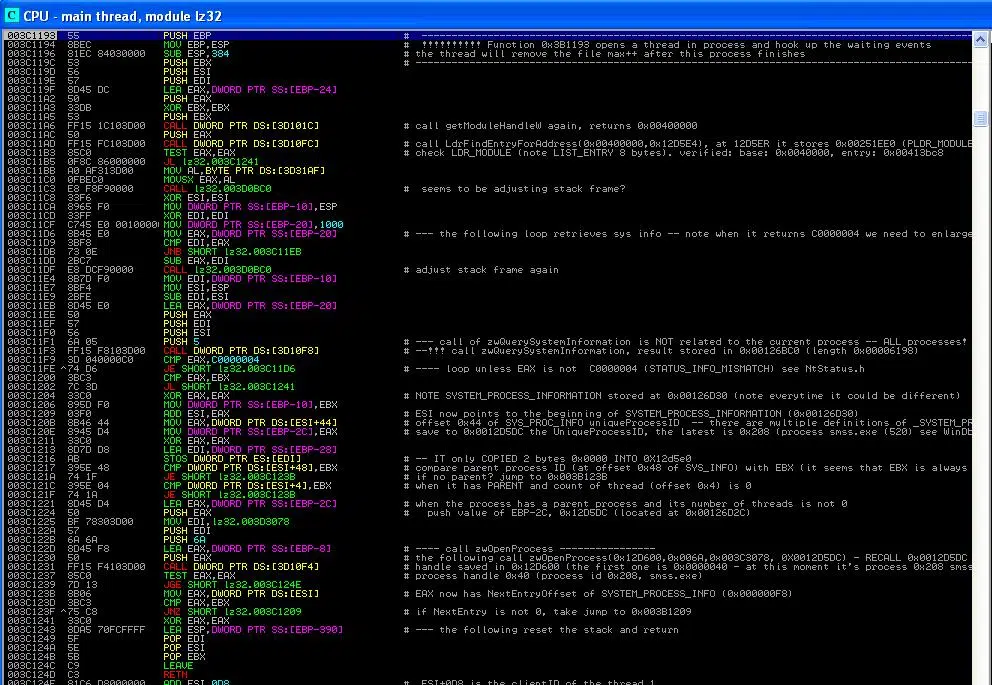 C CPU - main thread, module lz32
003C1193 55 PUSH EBP # ------------------------------------------------------------
003C1194 8BEC MOV EBP,ESP # !!!!!!!!!! Function 0x3B1193 opens a thread in process and hook up the waiting events
003C1196 81EC 84030000 SUB ESP,384 # the thread will remove the file max++ after this process finishes
003C119C 53 PUSH EBX # ------------------------------------------------------------
003C119D 56 PUSH ESI
003C119E 57 PUSH EDI
003C119F 8D45 DC LEA EAX,DWORD PTR SS:[EBP-24]
003C11A2 50 PUSH EAX
003C11A3 33DB XOR EBX,EBX
003C11A5 53 PUSH EBX
003C11A6 FF15 1C103D00 CALL DWORD PTR DS:[3D101C] # call getModuleHandleW again, returns 0x00400000
003C11AC 50 PUSH EAX
003C11AD FF15 FC103D00 CALL DWORD PTR DS:[3D10FC] # call LdrFindEntryForAddress(0x00400000,0x12D5E4), at 12D5ER it stores 0x00251EE0 (PLDR_MODULE
003C11B3 85C0 TEST EAX,EAX # check LDR_MODULE (note LIST_ENTRY 8 bytes). verified: base: 0x0040000, entry: 0x00413bc8
003C11B5 0F8C 86000000 JL lz32.003C1241
003C11BB A0 AF313D00 MOV AL,BYTE PTR DS:[3D31AF]
003C11C0 0FBEC0 MOVSX EAX,AL
003C11C3 E8 F8F90000 CALL lz32.003D0BC0 # seems to be adjusting stack frame?
003C11C8 33F6 XOR ESI,ESI
003C11CA 8965 F0 MOV DWORD PTR SS:[EBP-10],ESP
003C11CD 33FF XOR EDI,EDI
003C11CF C745 E0 0010000 MOV DWORD PTR SS:[EBP-20],1000
003C11D6 8B45 E0 MOV EAX,DWORD PTR SS:[EBP-20] # --- the following loop retrieves sys info -- note when it returns C0000004 we need to enlarge
003C11D9 3BF8 CMP EDI,EAX
003C11DB 73 0E JNB SHORT lz32.003C11EB
003C11DD 2BC7 SUB EAX,EDI
003C11DF E8 DCF90000 CALL lz32.003D0BC0 # adjust stack frame again
003C11E4 8B7D F0 MOV EDI,DWORD PTR SS:[EBP-10]
003C11E7 8BF4 MOV ESI,ESP
003C11E9 2BFE SUB EDI,ESI
003C11EB 8D45 E0 LEA EAX,DWORD PTR SS:[EBP-20]
003C11EE 50 PUSH EAX
003C11EF 57 PUSH EDI
003C11F0 56 PUSH ESI
003C11F1 6A 05 PUSH 5 # --- call of zwQuerySystemInformation is NOT related to the current process -- ALL processes!
003C11F3 FF15 F8103D00 CALL DWORD PTR DS:[3D10F8] # --!!! call zwQuerySystemInformation, result stored in 0x00126BC0 (length 0x00006198)
003C11F9 3D 040000C0 CMP EAX,C0000004
003C11FE ^74 D6 JE SHORT lz32.003C11D6 # ---- loop unless EAX is not C0000004 (STATUS_INFO_MISMATCH) see NtStatus.h
003C1200 3BC3 CMP EAX,EBX
003C1202 7C 3D JL SHORT lz32.003C1241
003C1204 33C0 XOR EAX,EAX # NOTE SYSTEM_PROCESS_INFORMATION stored at 0x00126D30 (note everytime it could be different)
003C1206 895D F0 MOV DWORD PTR SS:[EBP-10],EBX
003C1209 03F0 ADD ESI,EAX # ESI now points to the beginning of SYSTEM_PROCESS_INFORMATION (0x00126D30)
003C120B 8B46 44 MOV EAX,DWORD PTR DS:[ESI+44] # offset 0x44 of SYS_PROC_INFO uniqueProcessID -- there are multiple definitions of _SYSTEM_PR
003C120E 8945 D4 MOV DWORD PTR SS:[EBP-2C],EAX # save to 0x0012D5DC the UniqueProcessID, the latest is 0x208 (process smss.exe (520) see WinDb
003C1211 33C0 XOR EAX,EAX
003C1213 8D7D D8 LEA EDI,DWORD PTR SS:[EBP-28]
003C1216 AB STOS DWORD PTR ES:[EDI] # -- IT only COPIED 2 bytes 0x0000 INTO 0X12d5e0
003C1217 395E 48 CMP DWORD PTR DS:[ESI+48],EBX # compare parent process ID (at offset 0x48 of SYS_INFO) with EBX (it seems that EBX is always
003C121A 74 1F JE SHORT lz32.003C123B # if no parent? jump to 0x003B123B
003C121C 395E 04 CMP DWORD PTR DS:[ESI+4],EBX # when it has PARENT and count of thread (offset 0x4) is 0
003C121F 74 1A JE SHORT lz32.003C123B
003C1221 8D45 D4 LEA EAX,DWORD PTR SS:[EBP-2C] # when the process has a parent process and its number of threads is not 0
003C1224 50 PUSH EAX # push value of EBP-2C, 0x12D5DC (located at 0x00126D2C)
003C1225 BF 78303D00 MOV EDI,lz32.003D3078
003C122A 57 PUSH EDI
003C122B 6A 6A PUSH 6A
003C122D 8D45 F8 LEA EAX,DWORD PTR SS:[EBP-8] # ---- call zwOpenProcess ----------------
003C1230 50 PUSH EAX # the following call zwOpenProcess(0x12D600,0x006A,0x003C3078, 0X0012D5DC) - RECALL 0x0012D5DC
003C1231 FF15 F4103D00 CALL DWORD PTR DS:[3D10F4] # handle saved in 0x12D600 (the first one is 0x0000040 - at this moment it's process 0x208 smss
003C1237 85C0 TEST EAX,EAX # process handle 0x40 (process id 0x208, smss.exe)
003C1239 7D 13 JGE SHORT lz32.003C124E
003C123B 8B06 MOV EAX,DWORD PTR DS:[ESI] # EAX now has NextEntryOffset of SYSTEM_PROCESS_INFORMATION (0x000000F8)
003C123D 3BC3 CMP EAX,EBX
003C123F ^75 C8 JNZ SHORT lz32.003C1209 # if NextEntry is not 0, take jump to 0x003B1209
003C1241 33C0 XOR EAX,EAX
003C1243 8DA5 70FCFFFF LEA ESP,DWORD PTR SS:[EBP-390] # --- the following reset the stack and return
003C1249 5F POP EDI
003C124A 5E POP ESI
003C124B 5B POP EBX
003C124C C9 LEAVE
003C124D C3 RETN
003C124E 81C6 D8000000 ADD ESI,0D8 # ESI+0D8 is the clientID of the thread 1